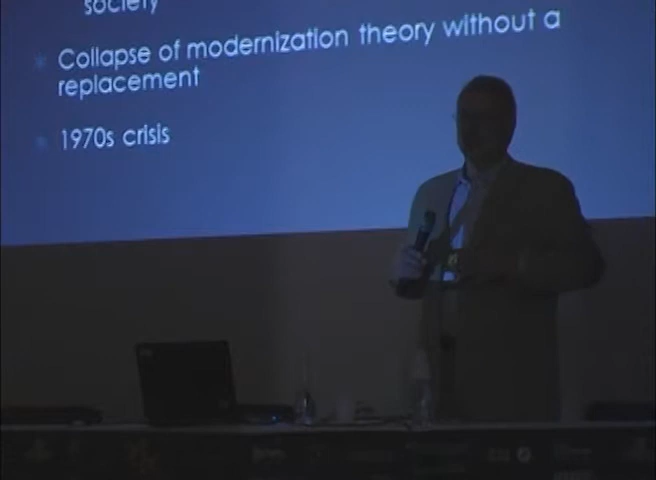 society
Collapse of modernization theory without a
replacement
1970s crisis